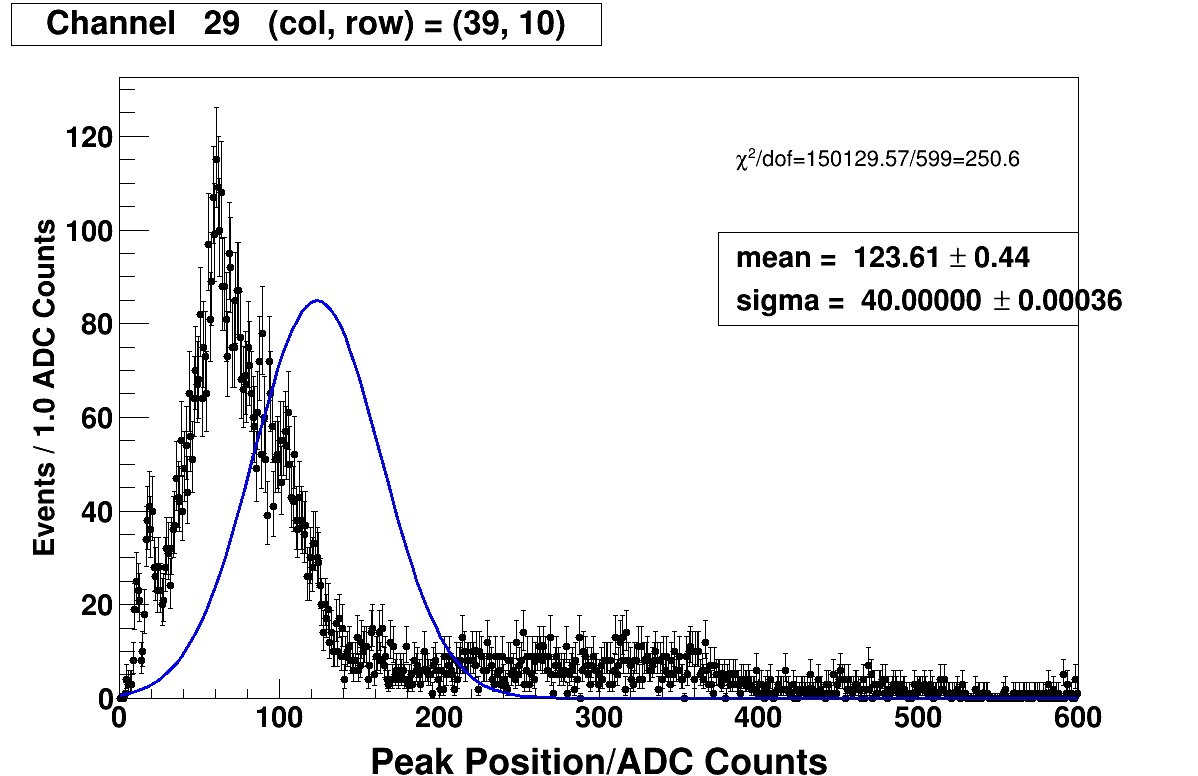 Channel 29 (col, row) = (39, 10)
χ²/dof=150129.57/599=250.6
mean = 123.61 ± 0.44
sigma = 40.00000 ± 0.00036
Events / 1.0 ADC Counts
120
100
80
60
40
20
0
0 100 200 300 400 500 600
Peak Position/ADC Counts